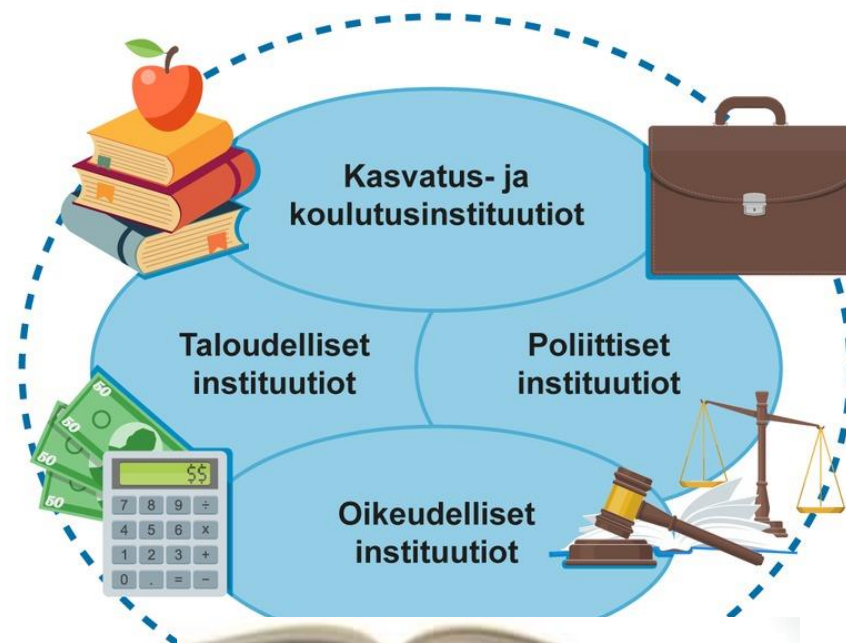 Kasvatus- ja
koulutusinstituutiot
Taloudelliset
instituutiot
Poliittiset
instituutiot
50
50
50
$$
7 8 9 ÷
4 5 6 x
1 2 3 +
0 . = −
Oikeudelliset
instituutiot